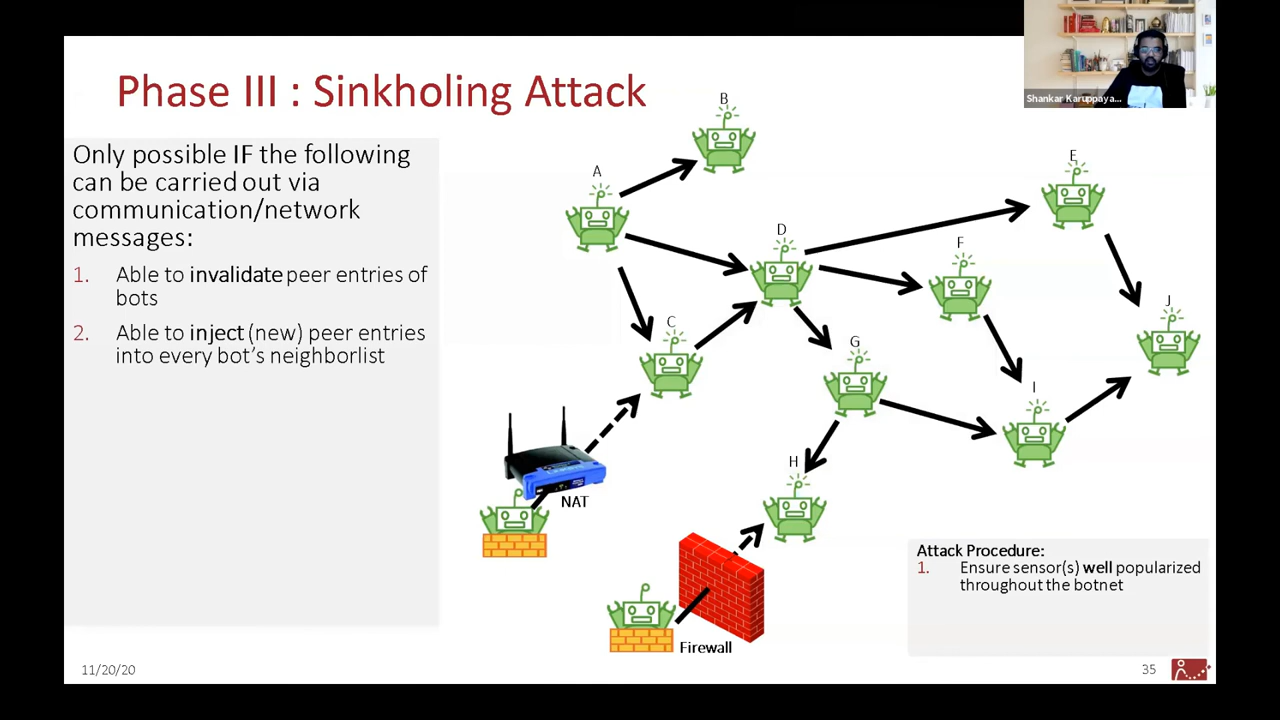 Phase III : Sinkholing Attack
Shankar Karuppaya...
Only possible IF the following
can be carried out via
communication/network
messages:
1. Able to invalidate peer entries of
bots
2. Able to inject (new) peer entries
into every bot's neighborlist
A
B
C
D
E
F
G
H
I
J
NAT
Firewall
Attack Procedure:
1. Ensure sensor(s) well popularized
throughout the botnet
11/20/20
35